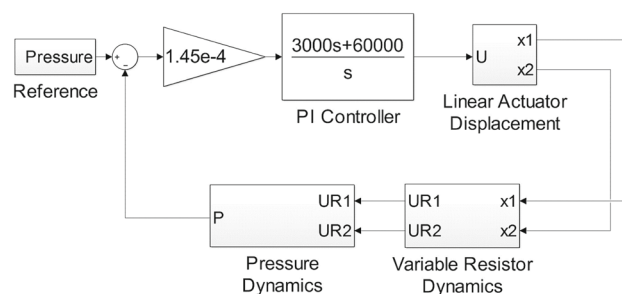 Pressure
Reference
+
-
1.45e-4
3000s+60000
s
PI Controller
U
x1
x2
Linear Actuator
Displacement
P
UR1
UR2
Pressure
Dynamics
UR1
UR2
x1
x2
Variable Resistor
Dynamics